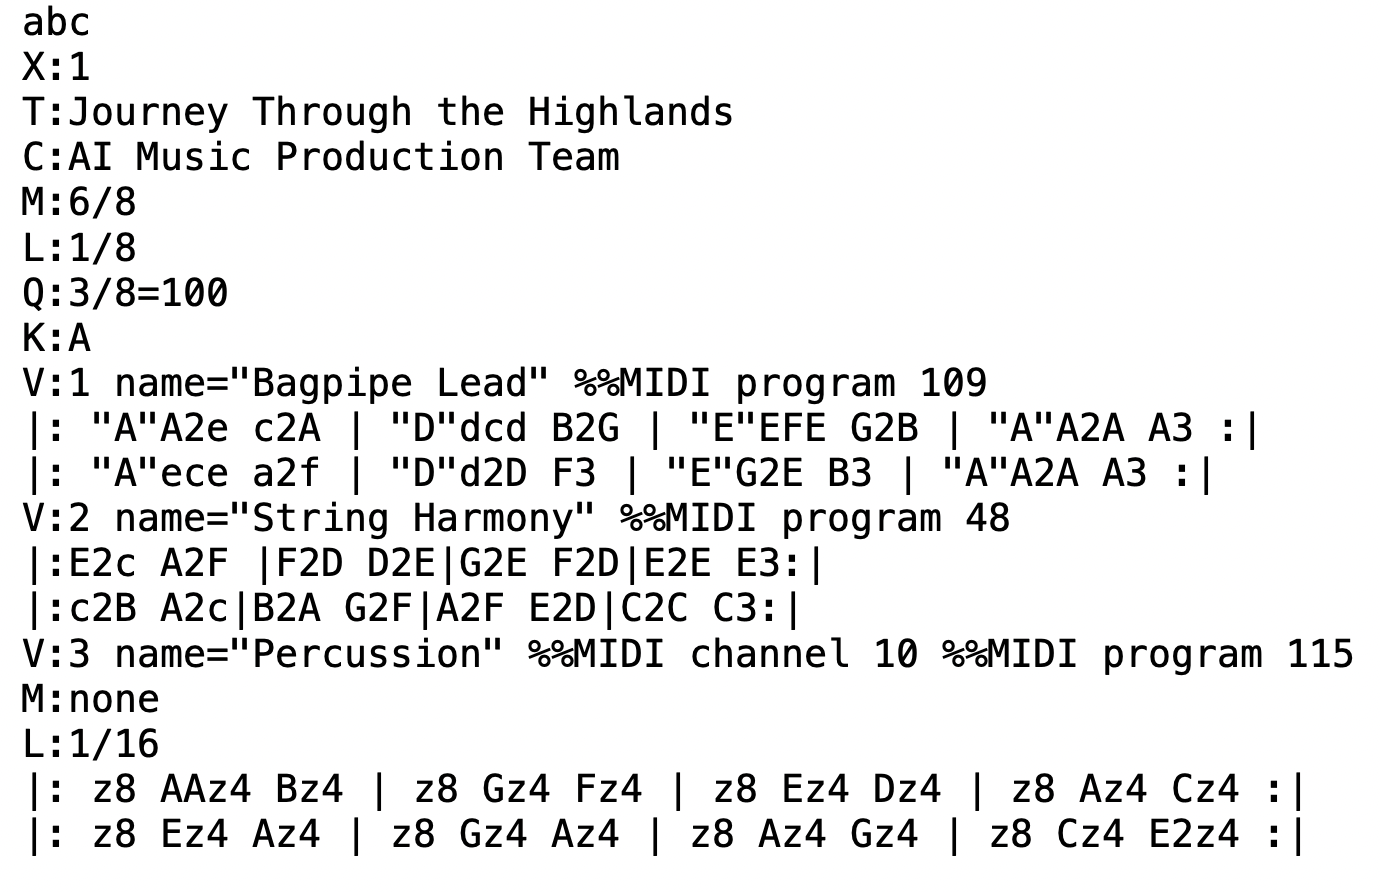 abc
X:1
T:Journey Through the Highlands
C:AI Music Production Team
M:6/8
L:1/8
Q:3/8=100
K:A
V:1 name="Bagpipe Lead" %%MIDI program 109
|: "A"A2e c2A | "D"dcd B2G | "E"EFE G2B | "A"A2A A3 :|
|: "A"ece a2f | "D"d2D F3 | "E"G2E B3 | "A"A2A A3 :|
V:2 name="String Harmony" %%MIDI program 48
|:E2c A2F |F2D D2E|G2E F2D|E2E E3:|
|:c2B A2c|B2A G2F|A2F E2D|C2C C3:|
V:3 name="Percussion" %%MIDI channel 10 %%MIDI program 115
M:none
L:1/16
|: z8 AAz4 Bz4 | z8 Gz4 Fz4 | z8 Ez4 Dz4 | z8 Az4 Cz4 :|
|: z8 Ez4 Az4 | z8 Gz4 Az4 | z8 Az4 Gz4 | z8 Cz4 E2z4 :|